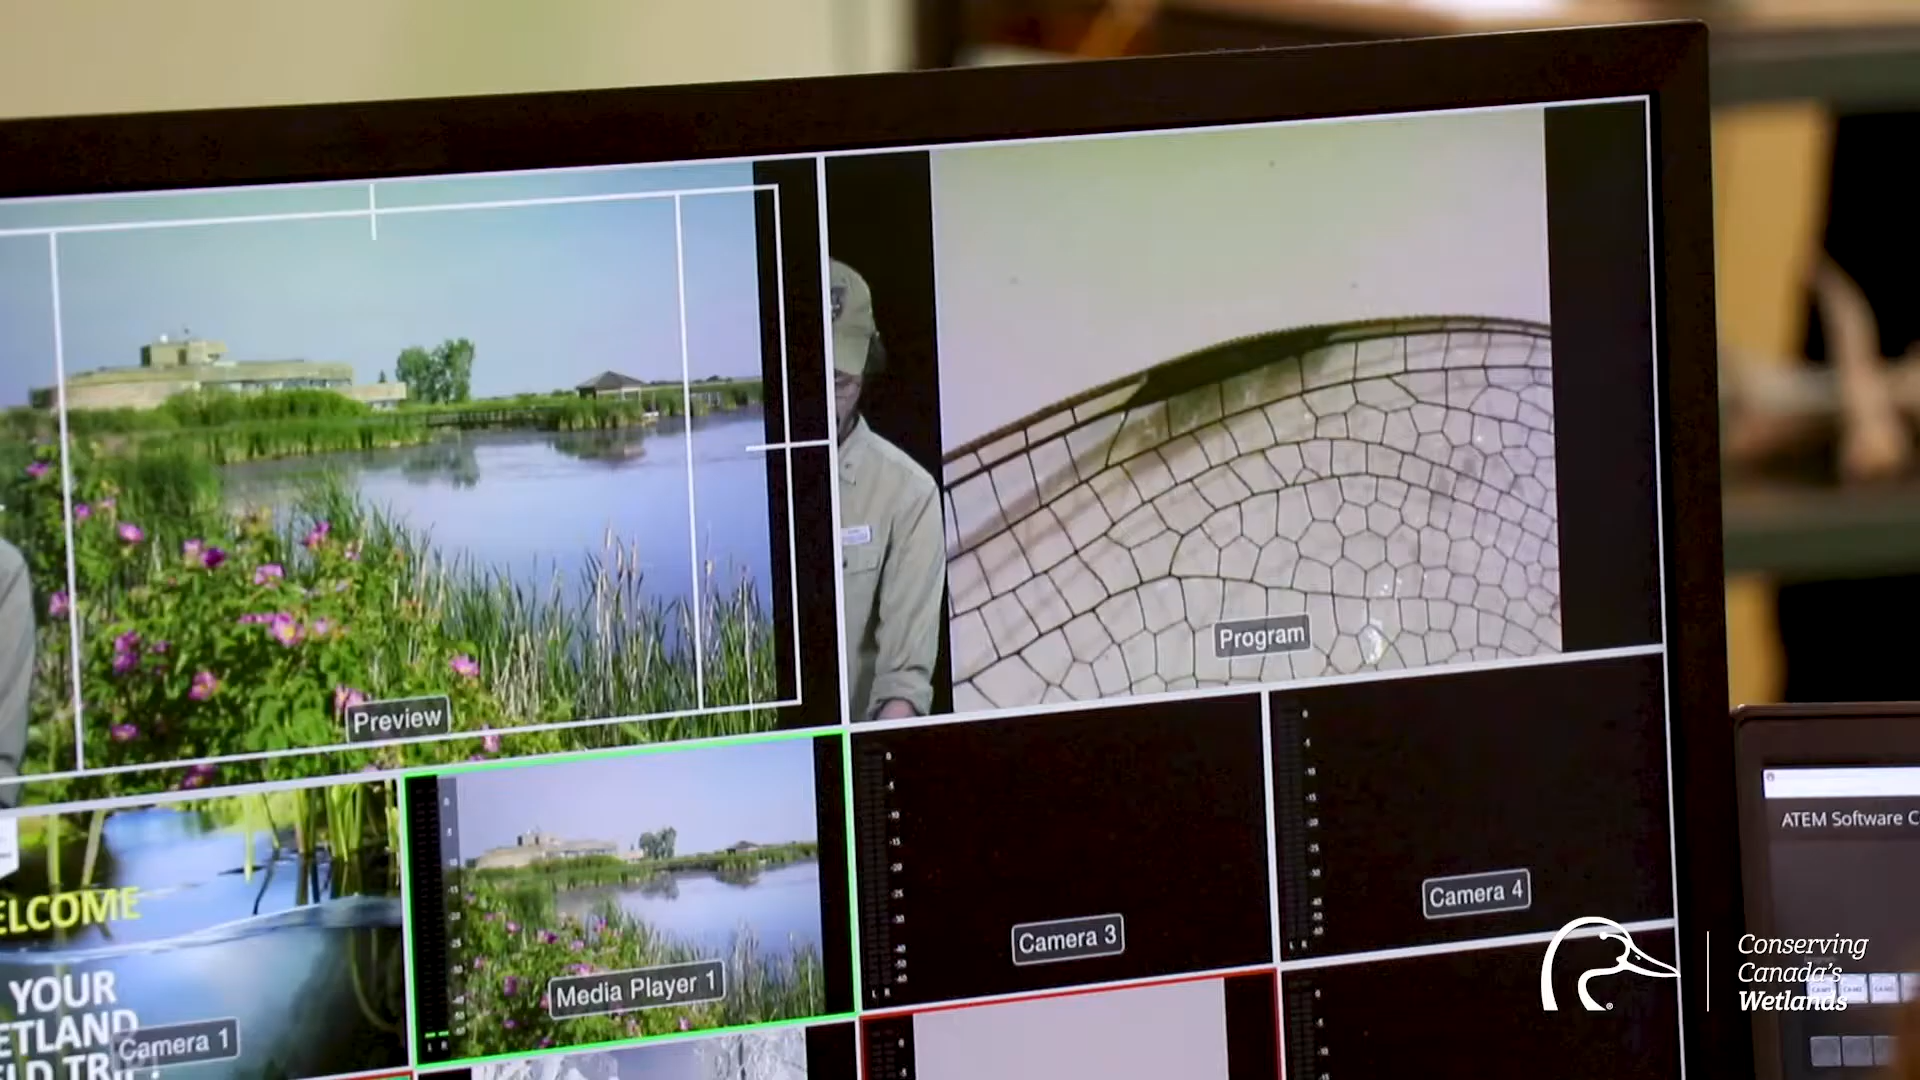 Program
Preview
ATEM Software C
Camera 4
Camera 3
Media Player 1
ELCOME
YOUR
ETLAND
Camera 1
Conserving
Canada's
Wetlands